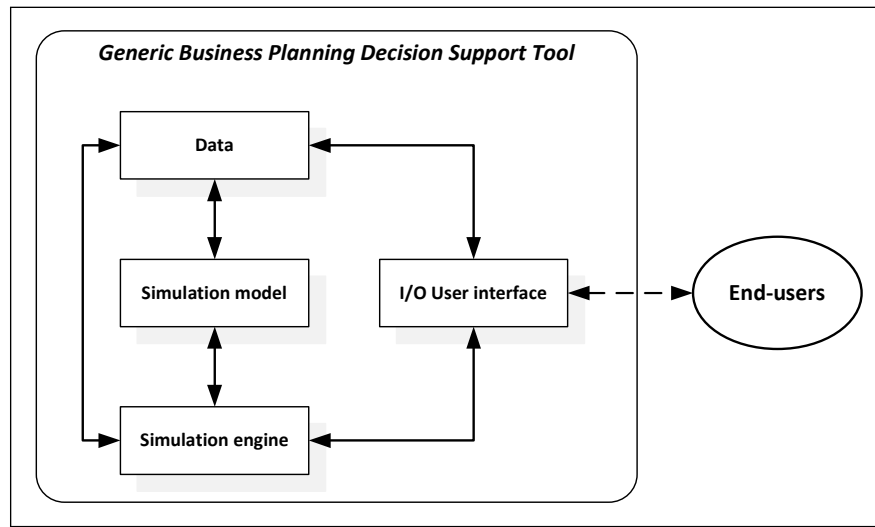 Generic Business Planning Decision Support Tool
Data
Simulation model
I/O User interface
End-users
Simulation engine